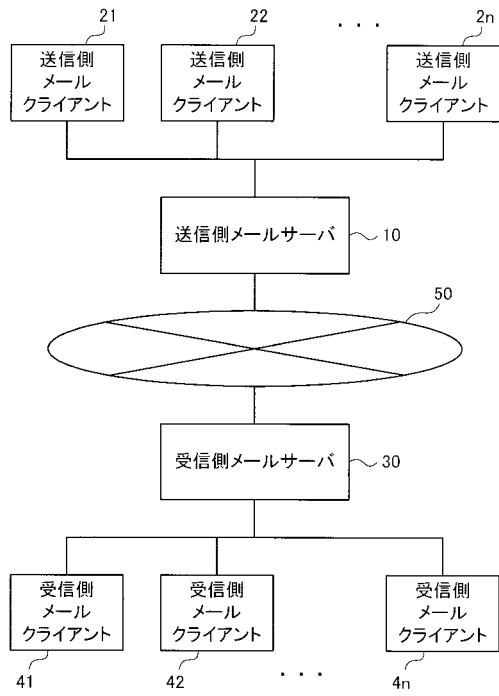 21
22
. . .
2n
送信側
メール
クライアント
送信側
メール
クライアント
送信側
メール
クライアント
送信側メールサーバ
10
50
受信側メールサーバ
30
受信側
メール
クライアント
受信側
メール
クライアント
受信側
メール
クライアント
41
42
. . .
4n